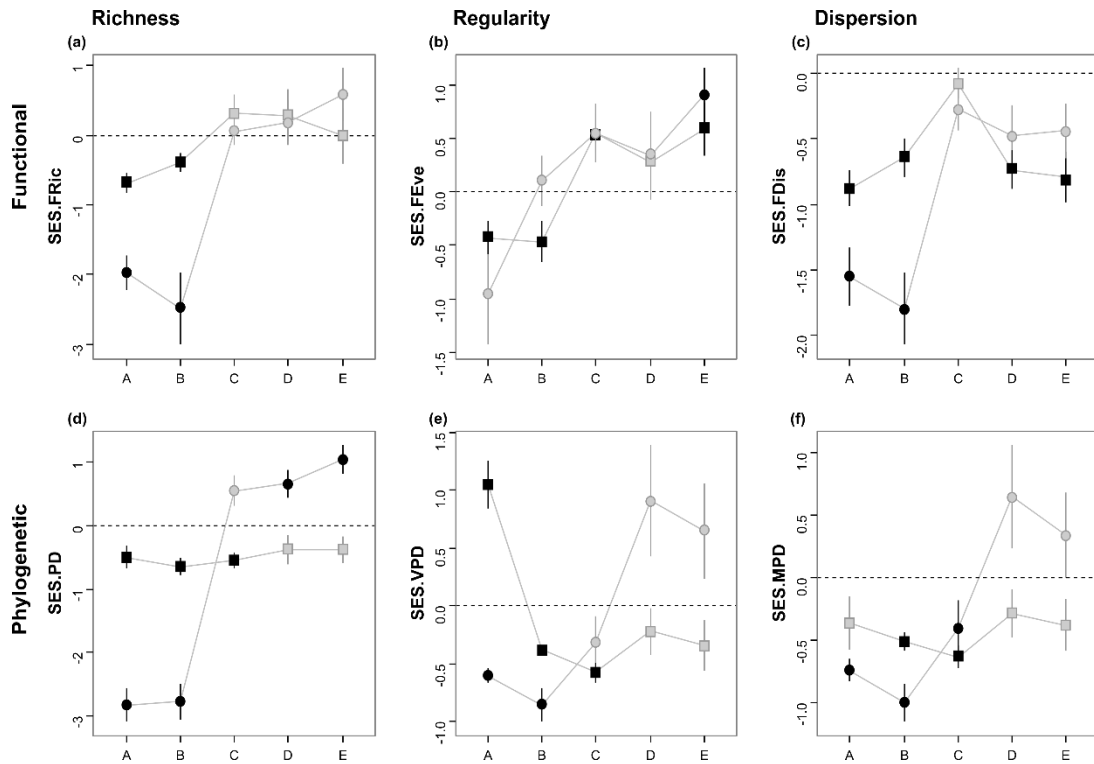 Richness
Regularity
Dispersion
Functional
Phylogenetic
(a)
SES.FRic
1
0
-1
-2
-3
A B C D E
(b)
SES.FEve
1.0
0.5
0.0
-0.5
-1.0
-1.5
A B C D E
(c)
SES.FDis
0.0
-0.5
-1.0
-1.5
-2.0
A B C D E
(d)
SES.PD
1
0
-1
-2
-3
A B C D E
(e)
SES.VPD
1.5
1.0
0.5
0.0
-0.5
-1.0
A B C D E
(f)
SES.MPD
1.0
0.5
0.0
-0.5
-1.0
A B C D E